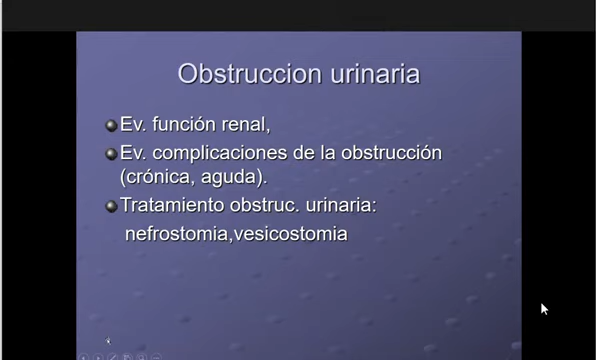 Obstruccion urinaria
Ev. función renal,
Ev. complicaciones de la obstrucción
(crónica, aguda).
Tratamiento obstruc. urinaria:
nefrostomia,vesicostomia